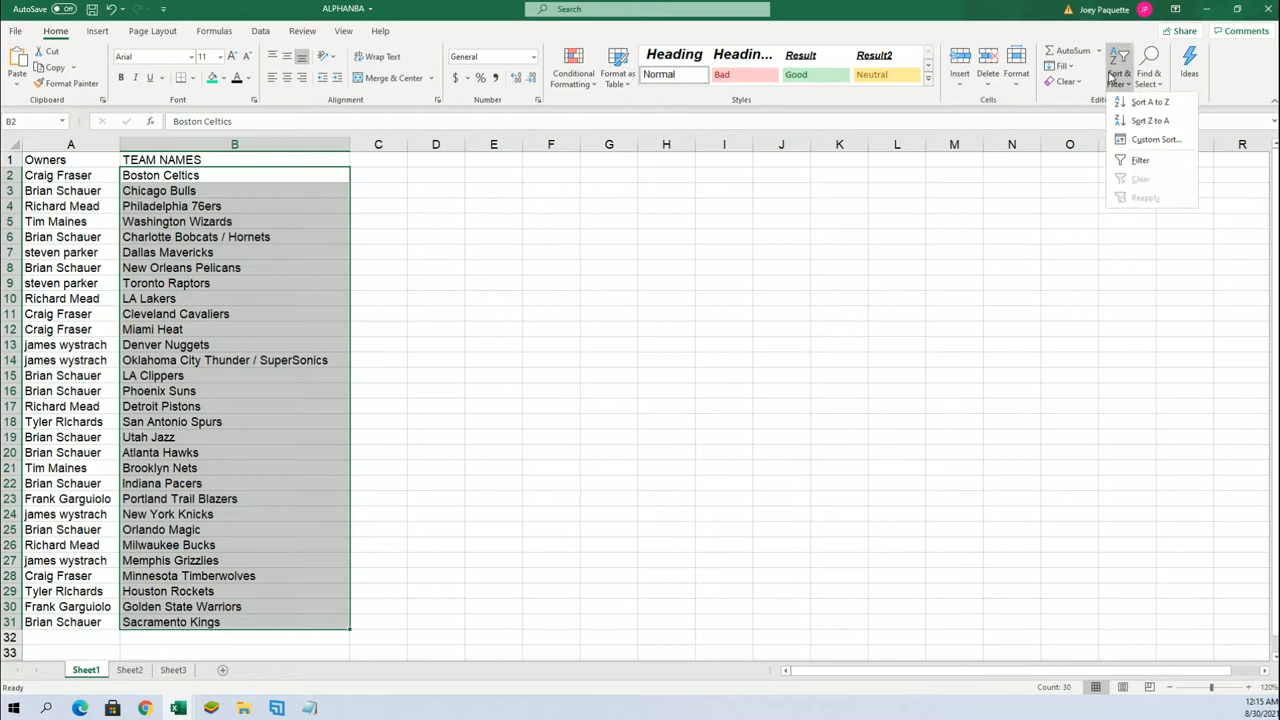 AutoSave Off ALPHANBA Search Joey Paquette JP
File Home Insert Page Layout Formulas Data Review View Help Share Comments
Paste Cut Copy Format Painter Clipboard
Arial 11 A A B I U A Font
Wrap Text Merge & Center Alignment
General $ % Number
Conditional Formatting Format as Table
Heading Headin... Result Result2
Normal Bad Good Neutral
Styles
Insert Delete Format Cells
AutoSum Fill Clear Sort & Filter Find & Select Ideas
Sort A to Z
Sort Z to A
Custom Sort...
Filter
Clear
Reapply
B2 fx Boston Celtics
A B C D E F G H I J K L M N O R
1 Owners TEAM NAMES
2 Craig Fraser Boston Celtics
3 Brian Schauer Chicago Bulls
4 Richard Mead Philadelphia 76ers
5 Tim Maines Washington Wizards
6 Brian Schauer Charlotte Bobcats / Hornets
7 steven parker Dallas Mavericks
8 Brian Schauer New Orleans Pelicans
9 steven parker Toronto Raptors
10 Richard Mead LA Lakers
11 Craig Fraser Cleveland Cavaliers
12 Craig Fraser Miami Heat
13 james wystrach Denver Nuggets
14 james wystrach Oklahoma City Thunder / SuperSonics
15 Brian Schauer LA Clippers
16 Brian Schauer Phoenix Suns
17 Richard Mead Detroit Pistons
18 Tyler RIchards San Antonio Spurs
19 Brian Schauer Utah Jazz
20 Brian Schauer Atlanta Hawks
21 Tim Maines Brooklyn Nets
22 Brian Schauer Indiana Pacers
23 Frank Garguiolo Portland Trail Blazers
24 james wystrach New York Knicks
25 Brian Schauer Orlando Magic
26 Richard Mead Milwaukee Bucks
27 james wystrach Memphis Grizzlies
28 Craig Fraser Minnesota Timberwolves
29 Tyler RIchards Houston Rockets
30 Frank Garguiolo Golden State Warriors
31 Brian Schauer Sacramento Kings
32
33
Sheet1 Sheet2 Sheet3
Ready Count: 30 120%
12:15 AM